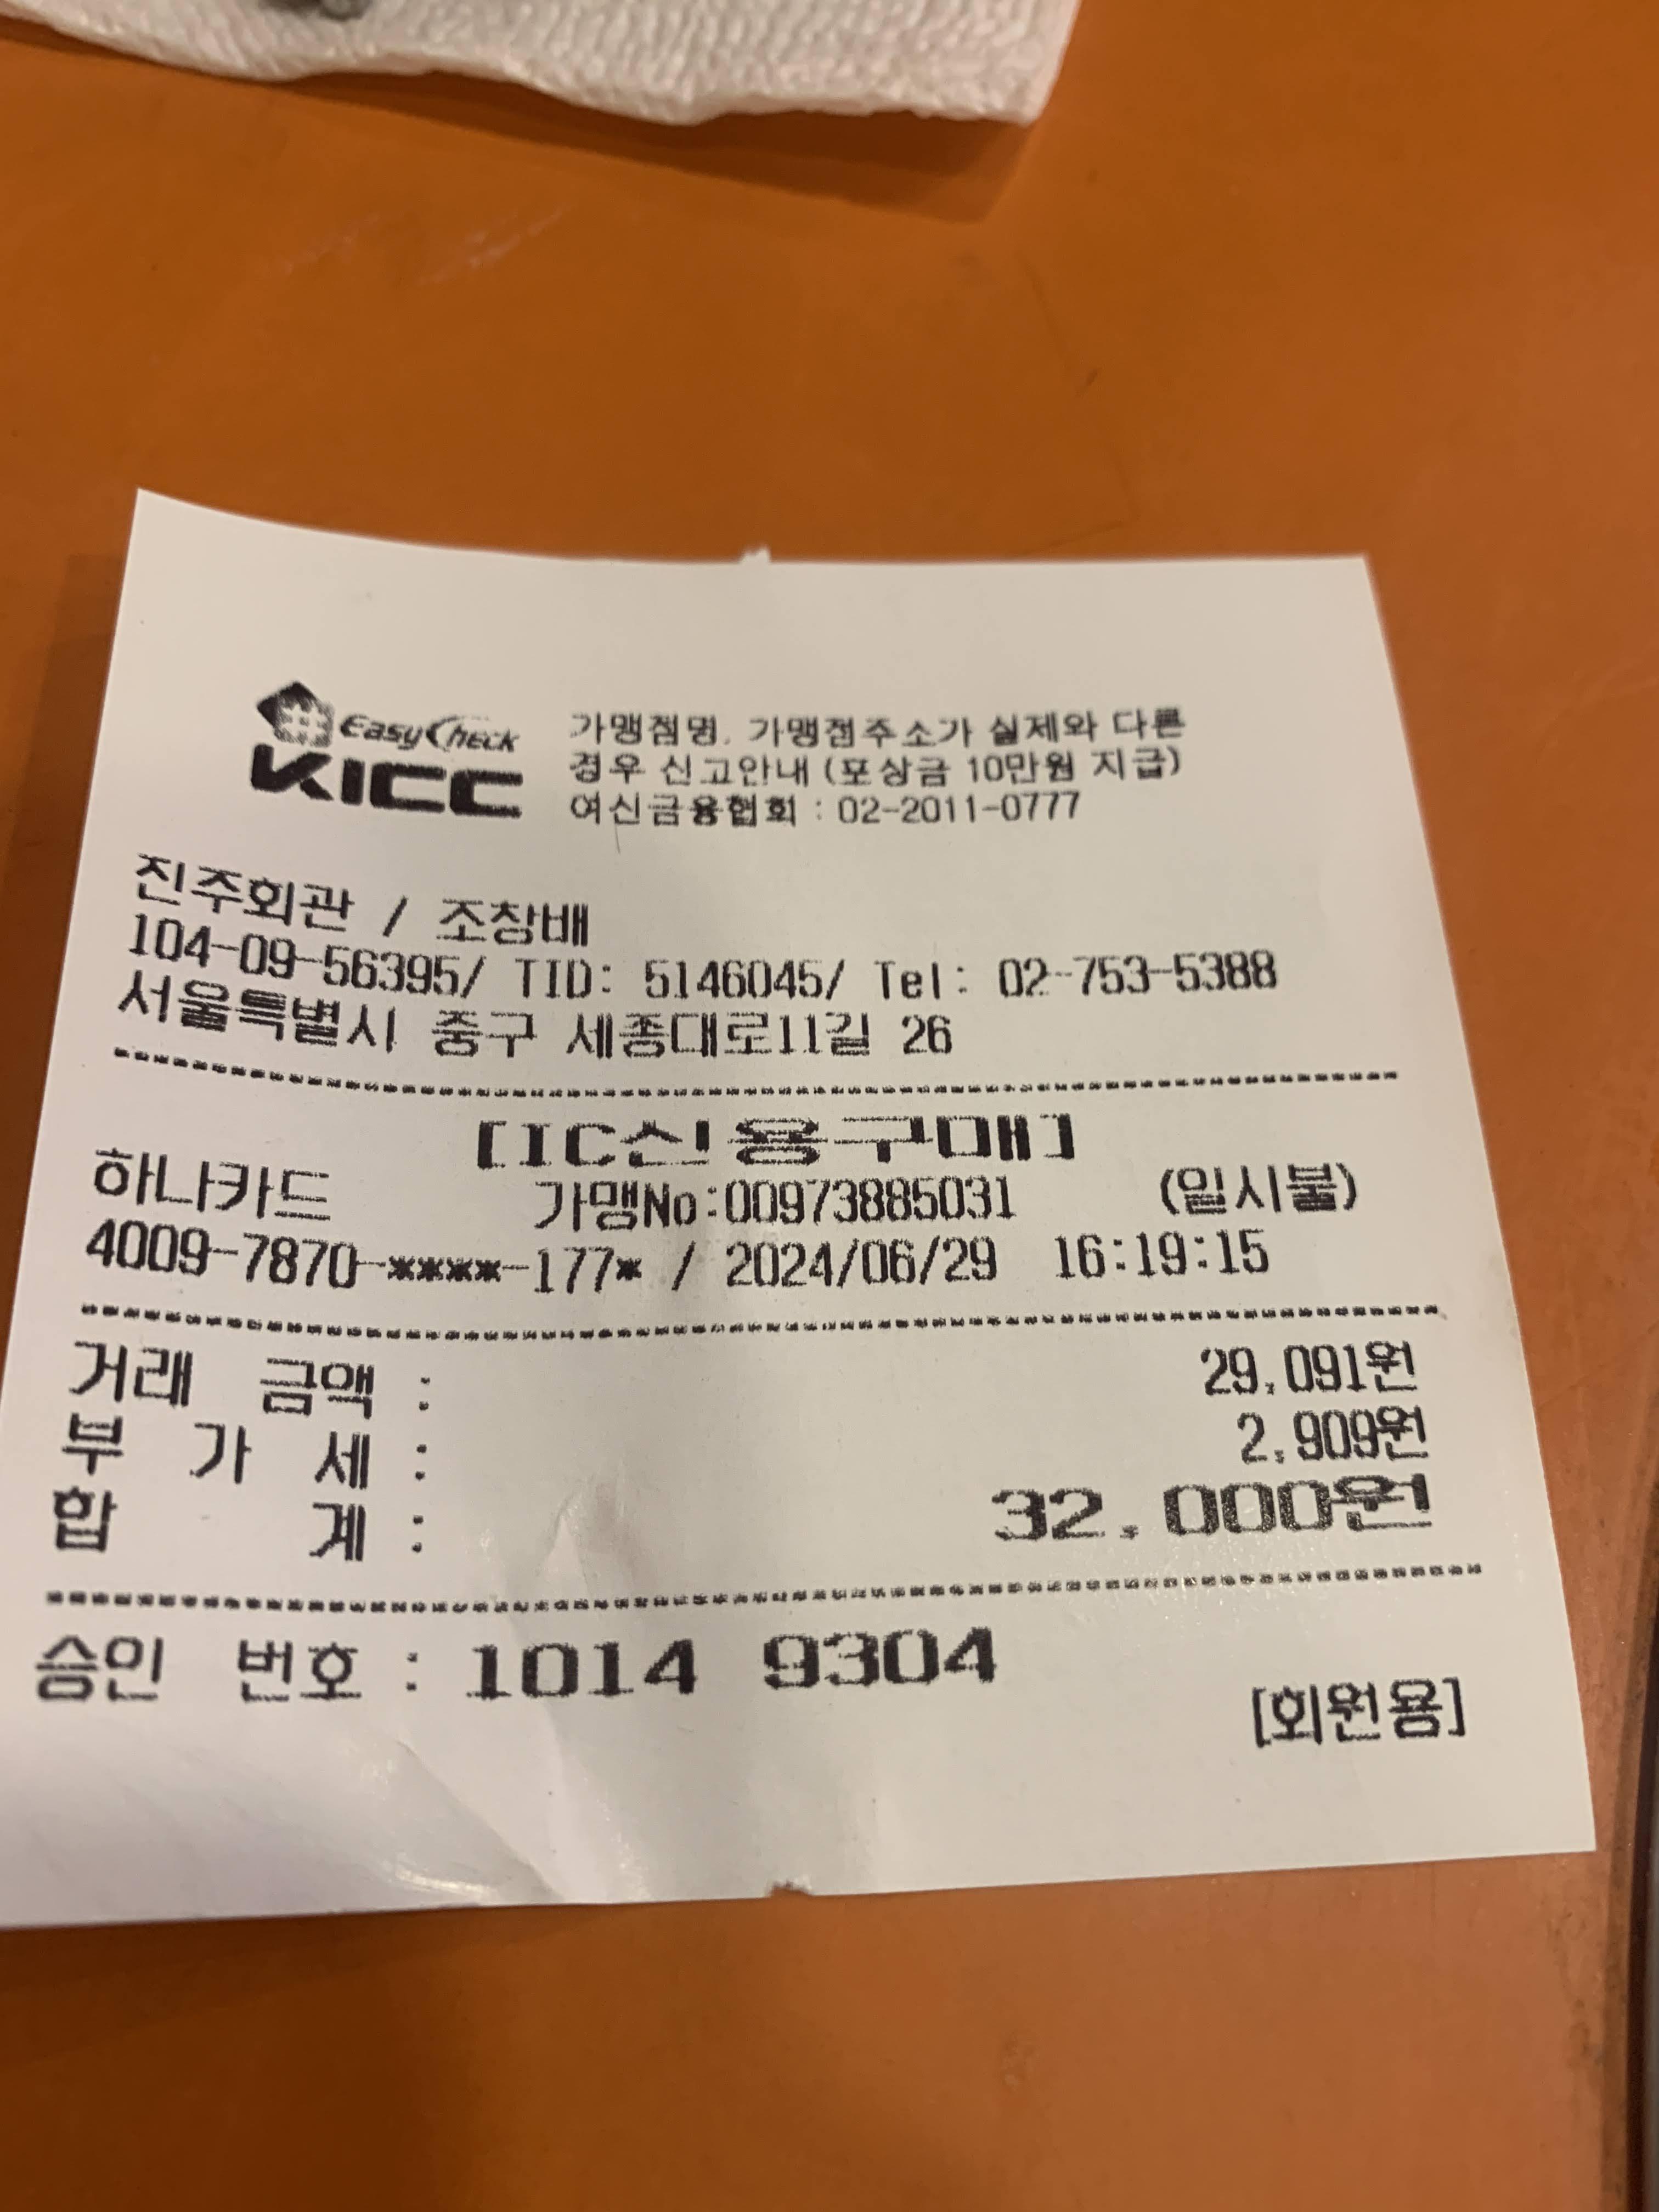 EasyCheck
KICC
가맹점명, 가맹점주소가 실제와 다른
경우 신고안내 (포상금 10만원 지급)
여신금융협회 : 02-2011-0777
진주회관 / 조창배
104-09-56395/ TID: 5146045/ Tel: 02-753-5388
서울특별시 중구 세종대로11길 26
[IC신용구매]
하나카드 가맹No:00973885031 (일시불)
4009-7870-****-177* / 2024/06/29 16:19:15
거래 금액 : 29,091원
부 가 세 : 2,909원
합 계 : 32,000원
승인 번호 : 1014 9304
[회원용]